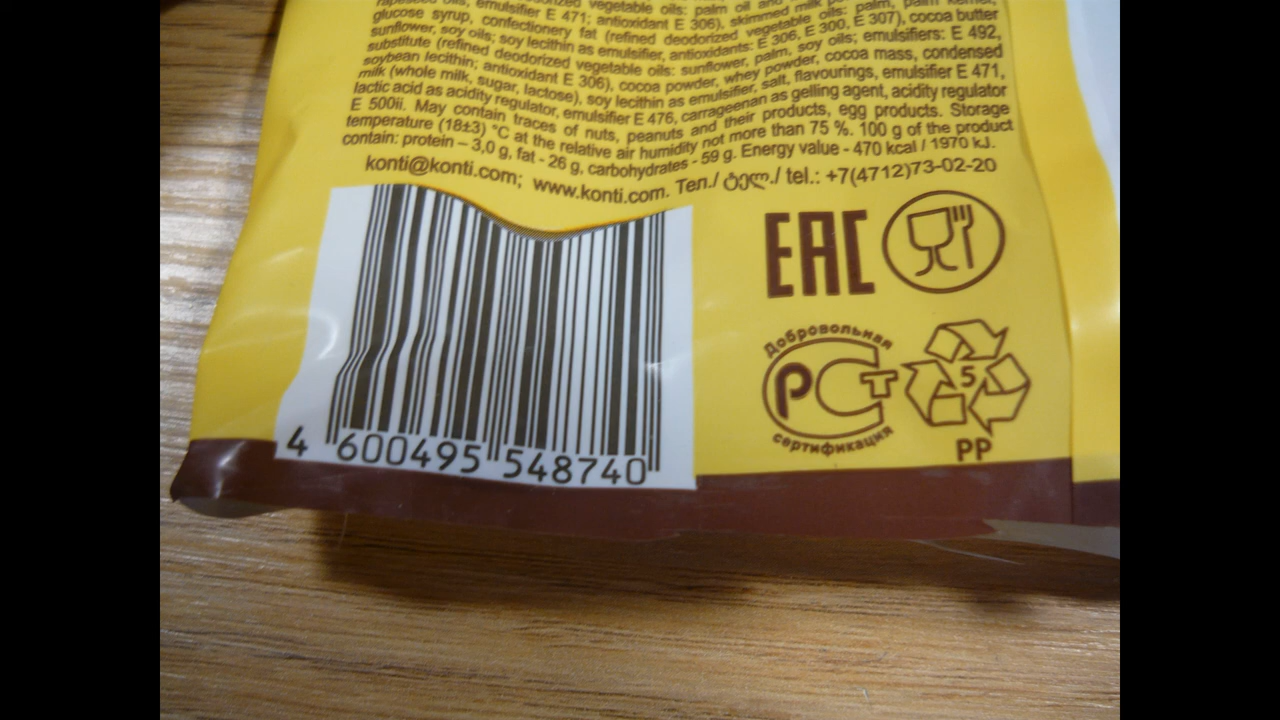 vegetable oils: palm oil and
oils, emulsifier E 471; antioxidant E 306), skimmed milk
glucose syrup, confectionery fat (refined deodorized vegetable oils: palm, palm kernel,
sunflower, soy oils; soy lecithin as emulsifier, antioxidants: E 306, E 300, E 307), cocoa butter
substitute (refined deodorized vegetable oils: sunflower, palm, soy oils; emulsifiers: E 492,
soybean lecithin; antioxidant E 306), cocoa powder, whey powder, cocoa mass, condensed
milk (whole milk, sugar, lactose), soy lecithin as emulsifier, salt, flavourings, emulsifier E 471,
lactic acid as acidity regulator, emulsifier E 476, carrageenan as gelling agent, acidity regulator
E 500ii. May contain traces of nuts, peanuts and their products, egg products. Storage
temperature (18±3) °C at the relative air humidity not more than 75 %. 100 g of the product
contain: protein – 3,0 g, fat - 26 g, carbohydrates - 59 g. Energy value - 470 kcal / 1970 kJ.
konti@konti.com; www.konti.com. Тел./ ტელ./ tel.: +7(4712)73-02-20
EAC
Добровольная
РСТ
сертификация
5
PP
4 600495 548740